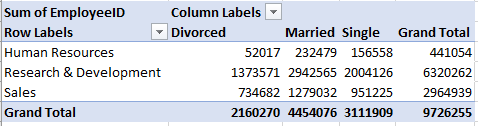 Sum of EmployeeID Column Labels
Row Labels Divorced Married Single Grand Total
Human Resources 52017 232479 156558 441054
Research & Development 1373571 2942565 2004126 6320262
Sales 734682 1279032 951225 2964939
Grand Total 2160270 4454076 3111909 9726255